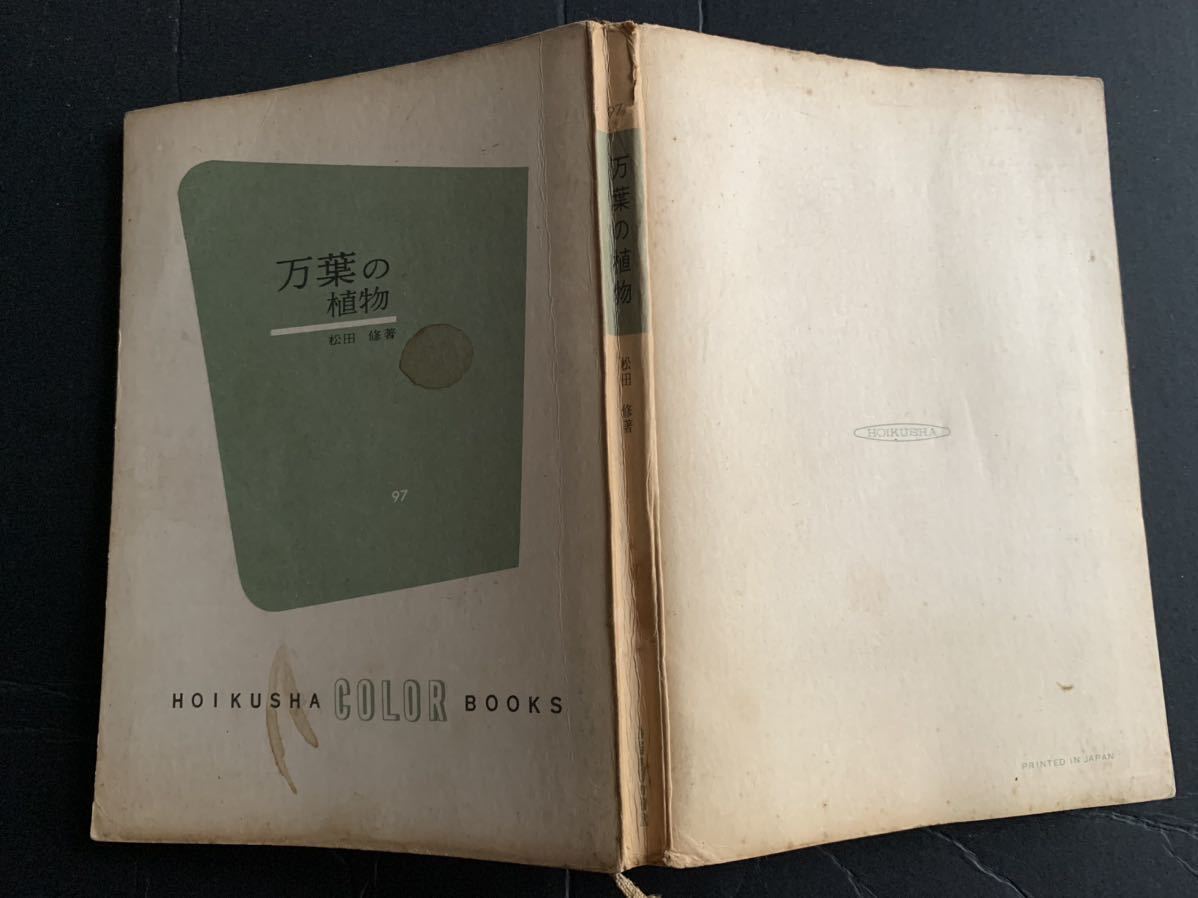 万葉の
植物
松田 修著
97
HOIKUSHA COLOR BOOKS
97
万葉の植物
松田 修著
HOIKUSHA
PRINTED IN JAPAN